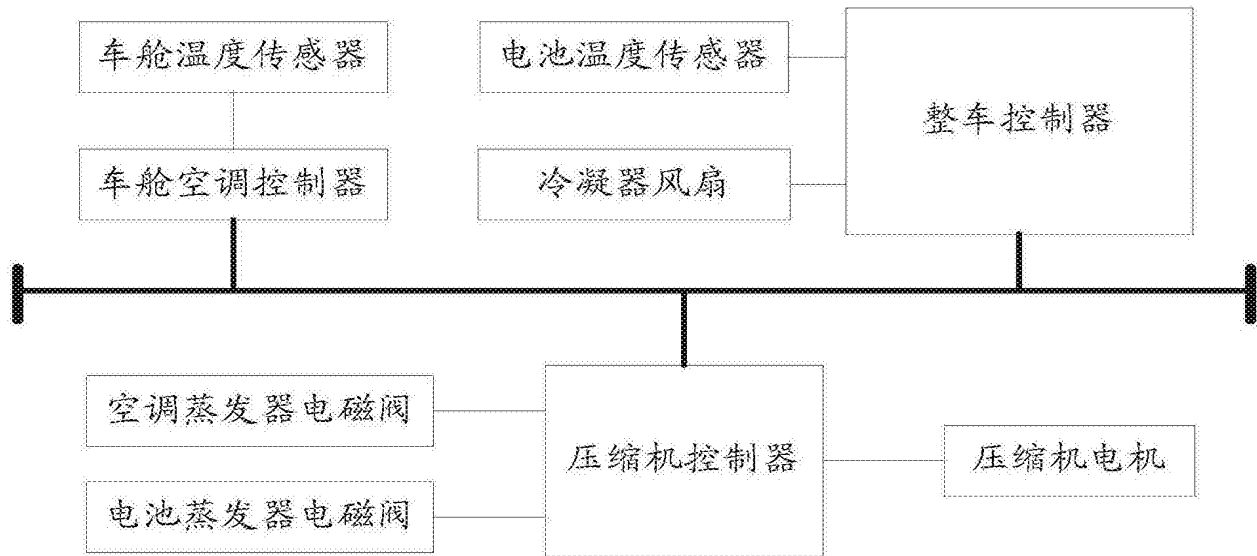 车舱温度传感器
电池温度传感器
整车控制器
车舱空调控制器
冷凝器风扇
空调蒸发器电磁阀
压缩机控制器
压缩机电机
电池蒸发器电磁阀